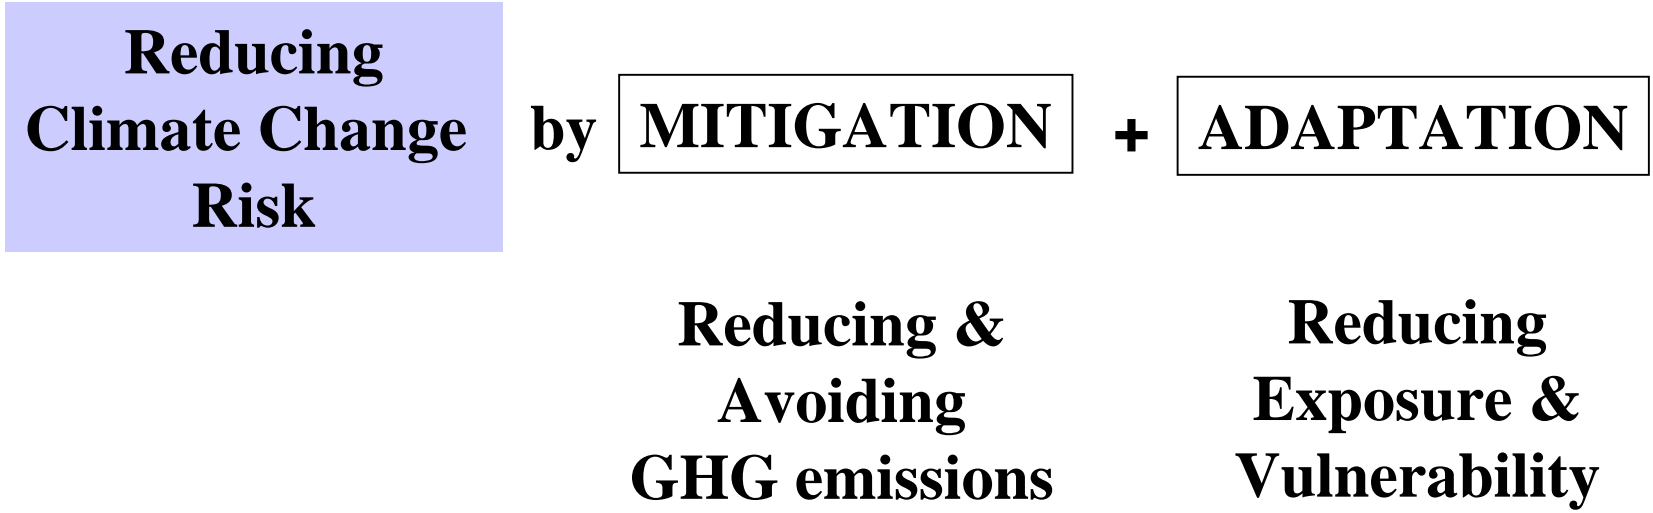 Reducing
Climate Change
Risk
by
MITIGATION
+
ADAPTATION
Reducing &
Avoiding
GHG emissions
Reducing
Exposure &
Vulnerability